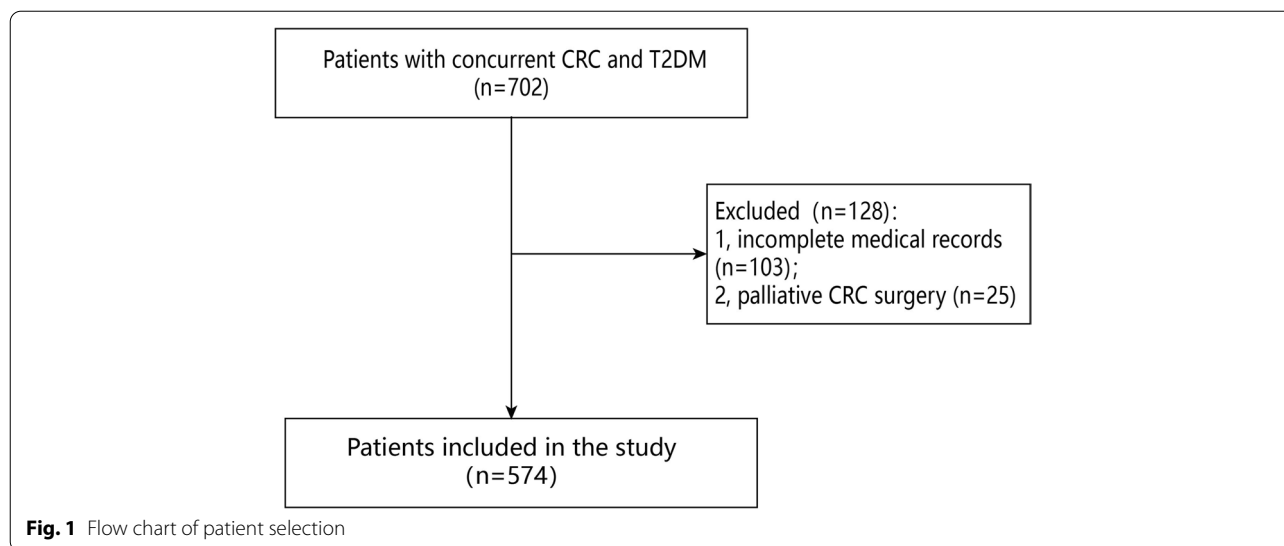 Patients with concurrent CRC and T2DM
(n=702)
Excluded (n=128):
1, incomplete medical records
(n=103);
2, palliative CRC surgery (n=25)
Patients included in the study
(n=574)
Fig. 1 Flow chart of patient selection